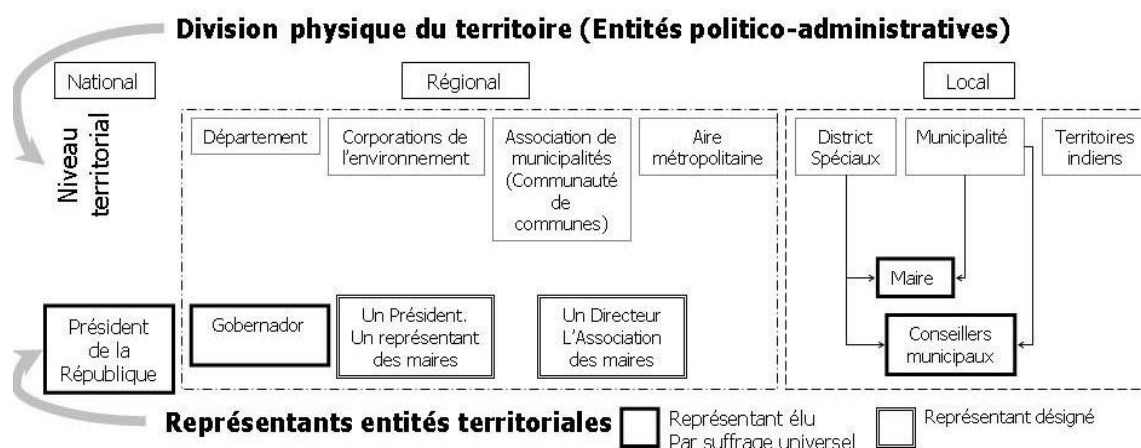 Division physique du territoire (Entités politico-administratives)
National
Régional
Local
Niveau
territorial
Département
Corporations de
l'environnement
Association de
municipalités
(Communauté
de
communes)
Aire
métropolitaine
District
Spéciaux
Municipalité
Territoires
indiens
Maire
Conseillers
municipaux
Président
de la
République
Gobernador
Un Président.
Un représentant
des maires
Un Directeur
L'Association
des maires
Représentants entités territoriales
Représentant élu
Par suffrage universel
Représentant désigné